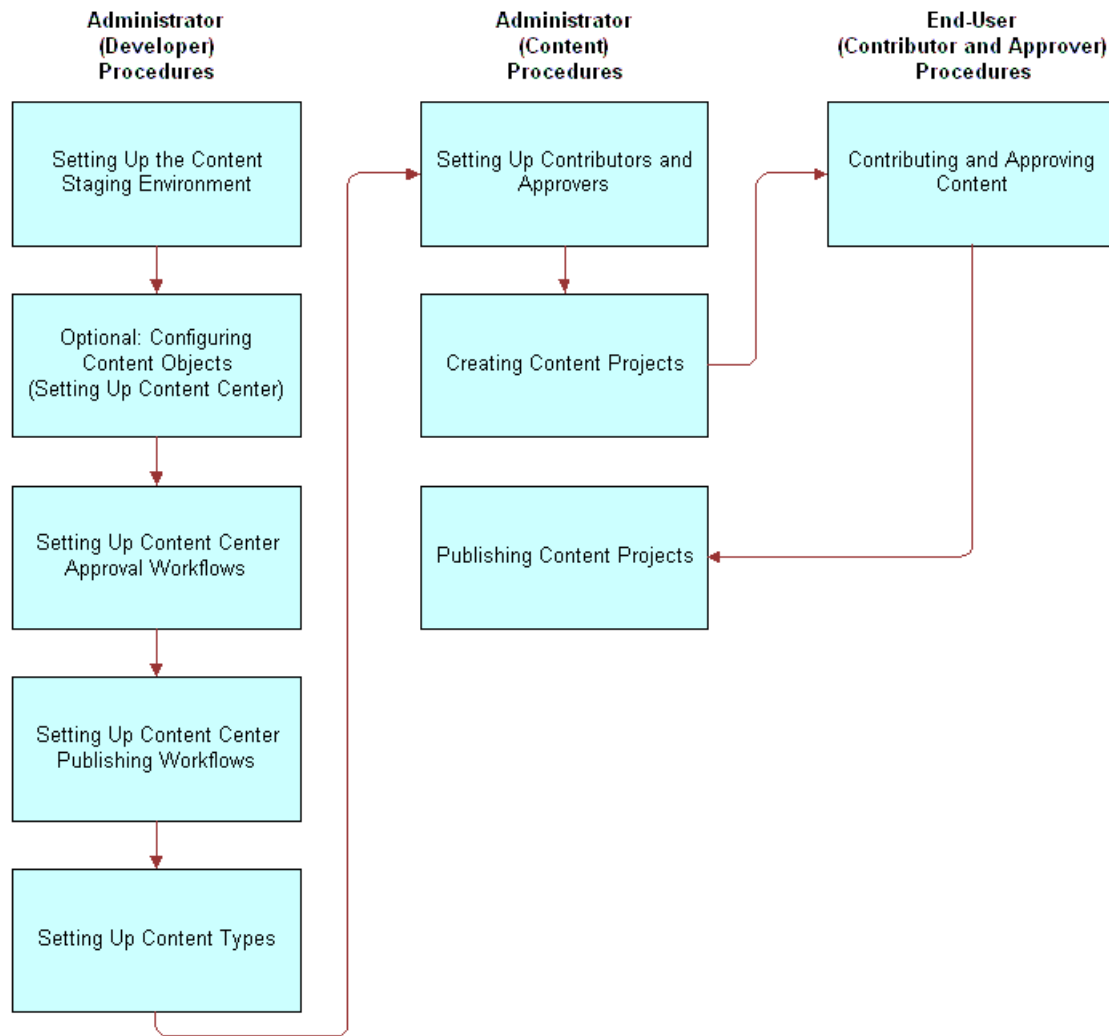 Administrator
(Developer)
Procedures
Setting Up the Content
Staging Environment
Optional: Configuring
Content Objects
(Setting Up Content Center)
Setting Up Content Center
Approval Workflows
Setting Up Content Center
Publishing Workflows
Setting Up Content Types
Administrator
(Content)
Procedures
Setting Up Contributors and
Approvers
Creating Content Projects
Publishing Content Projects
End-User
(Contributor and Approver)
Procedures
Contributing and Approving
Content